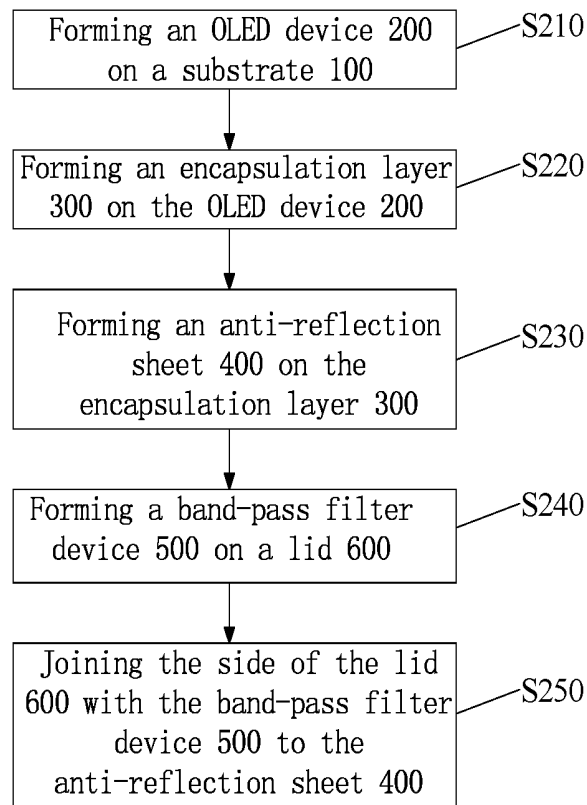 Forming an OLED device 200
on a substrate 100
S210
Forming an encapsulation layer
300 on the OLED device 200
S220
Forming an anti-reflection
sheet 400 on the
encapsulation layer 300
S230
Forming a band-pass filter
device 500 on a lid 600
S240
Joining the side of the lid
600 with the band-pass filter
device 500 to the
anti-reflection sheet 400
S250